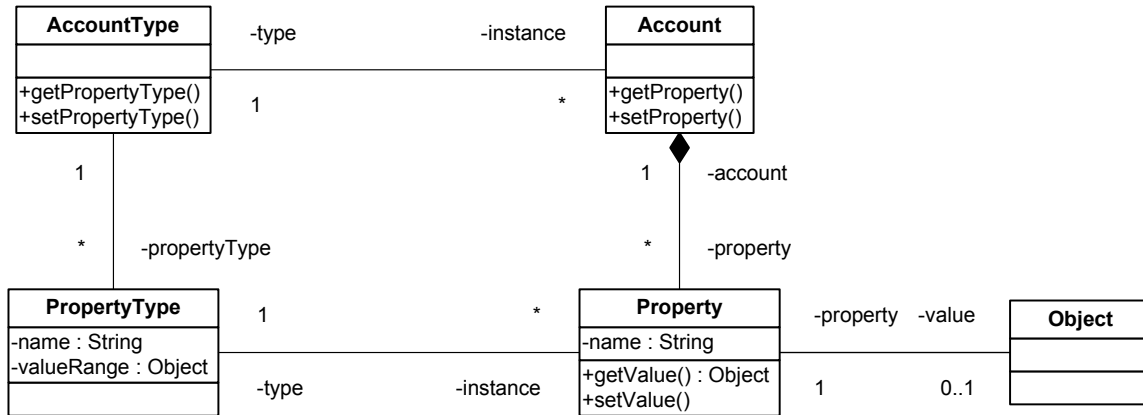 AccountType
-type
-instance
Account
+getPropertyType()
+setPropertyType()
1
*
+getProperty()
+setProperty()
1
1
-account
*
-propertyType
*
-property
PropertyType
-name : String
-valueRange : Object
1
*
-type
-instance
Property
-name : String
+getValue() : Object
+setValue()
-property
-value
1
0..1
Object